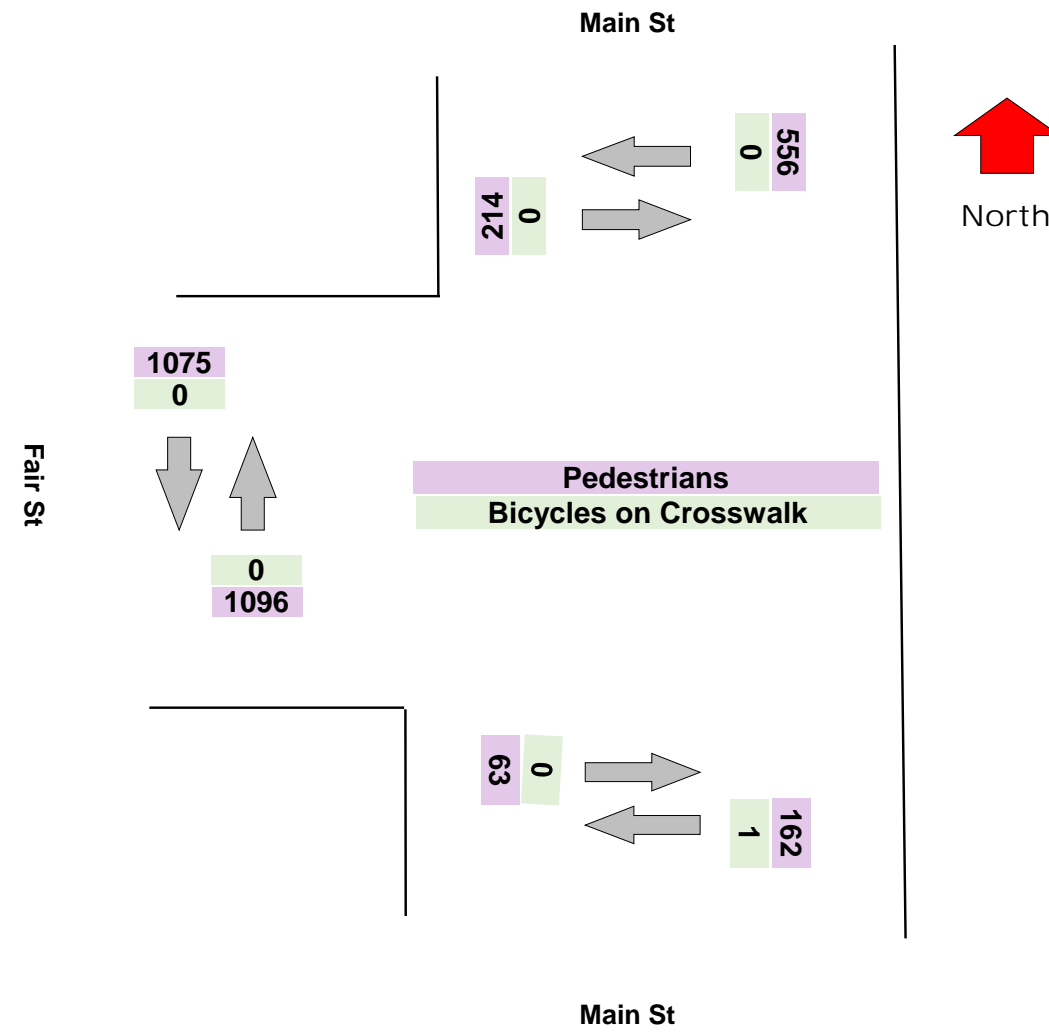 Main St
556
0
214
0
North
1075
0
Fair St
Pedestrians
Bicycles on Crosswalk
0
1096
63
0
162
1
Main St